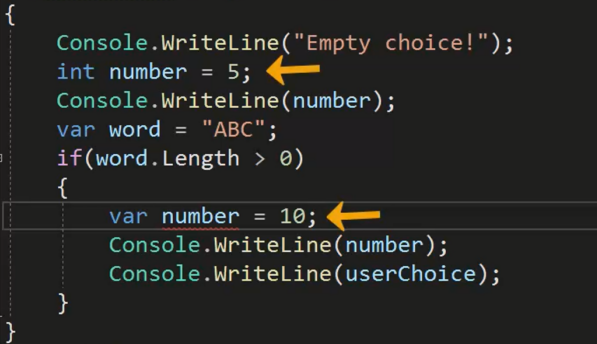 {
Console.WriteLine("Empty choice!");
int number = 5;
Console.WriteLine(number);
var word = "ABC";
if(word.Length > 0)
{
var number = 10;
Console.WriteLine(number);
Console.WriteLine(userChoice);
}
}